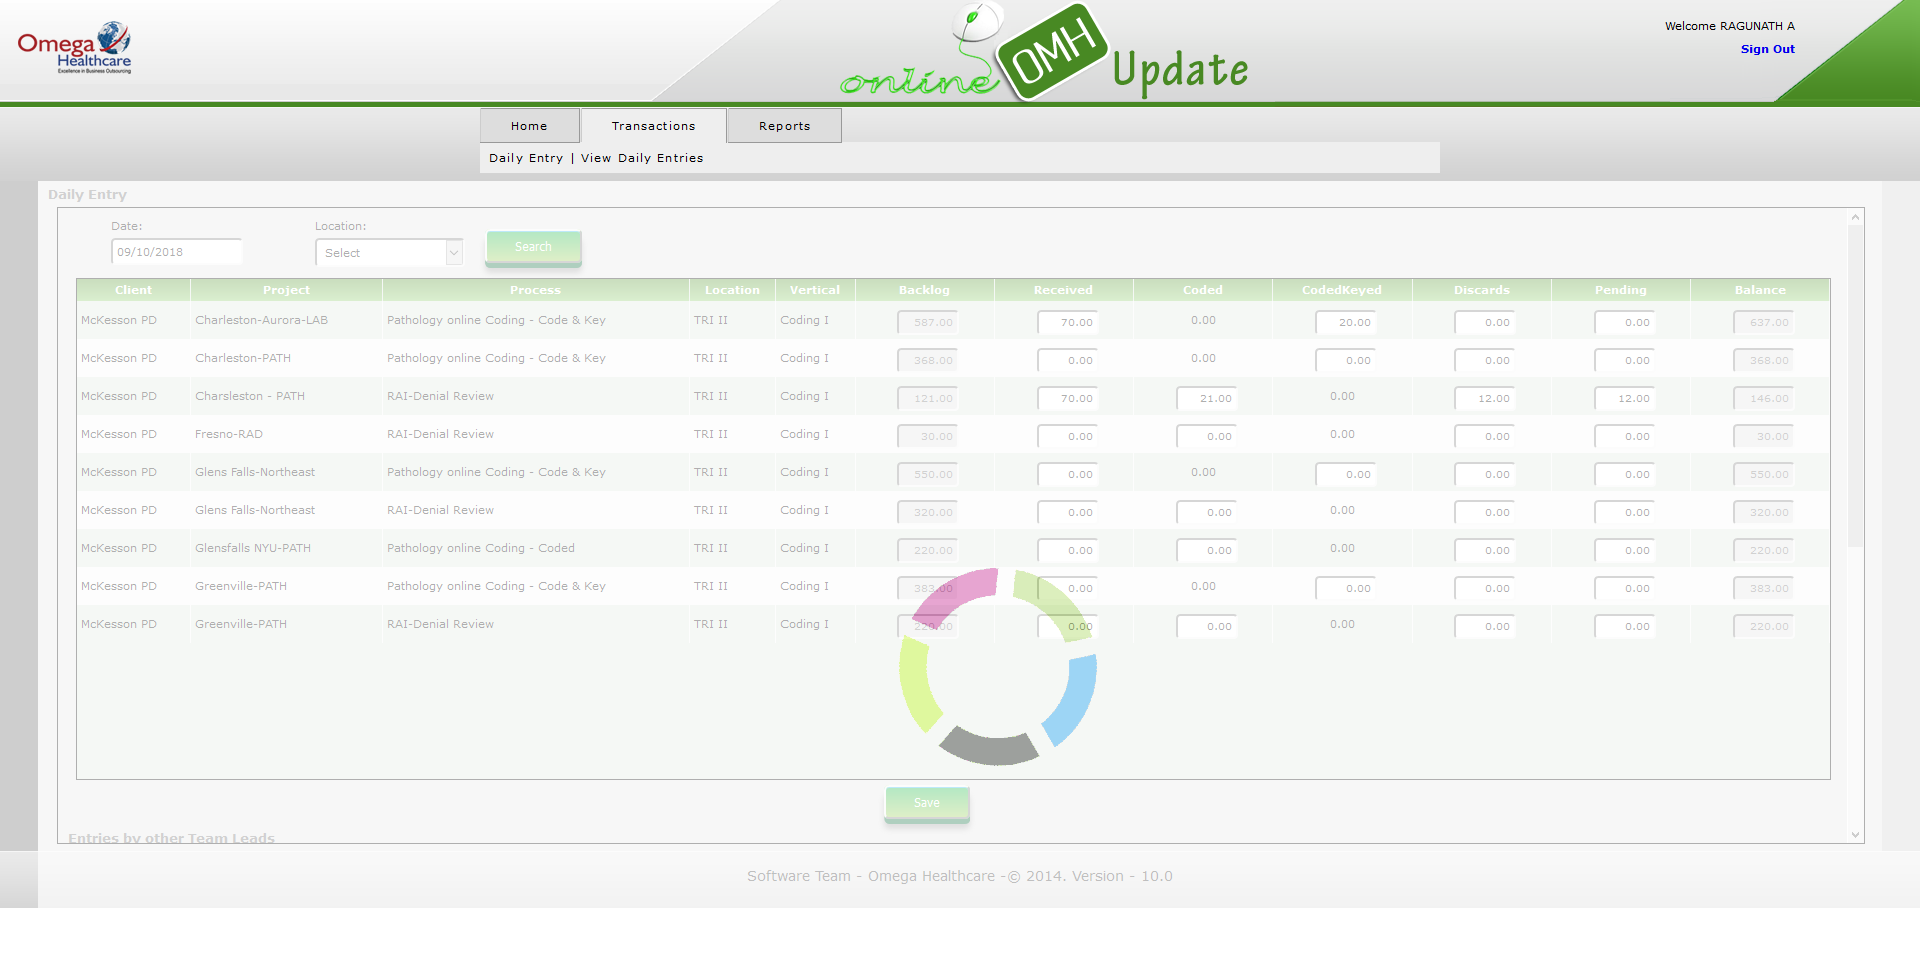 Omega
Healthcare
Excellence in Business Outsourcing
online OMH Update
Welcome RAGUNATH A
Sign Out
Home Transactions Reports
Daily Entry | View Daily Entries
Daily Entry
Date: Location:
09/10/2018 Select Search
Client Project Process Location Vertical Backlog Received Coded CodedKeyed Discards Pending Balance
McKesson PD Charleston-Aurora-LAB Pathology online Coding - Code & Key TRI II Coding I 587.00 70.00 0.00 20.00 0.00 0.00 637.00
McKesson PD Charleston-PATH Pathology online Coding - Code & Key TRI II Coding I 368.00 0.00 0.00 0.00 0.00 0.00 368.00
McKesson PD Charsleston - PATH RAI-Denial Review TRI II Coding I 121.00 70.00 21.00 0.00 12.00 12.00 146.00
McKesson PD Fresno-RAD RAI-Denial Review TRI II Coding I 30.00 0.00 0.00 0.00 0.00 0.00 30.00
McKesson PD Glens Falls-Northeast Pathology online Coding - Code & Key TRI II Coding I 550.00 0.00 0.00 0.00 0.00 0.00 550.00
McKesson PD Glens Falls-Northeast RAI-Denial Review TRI II Coding I 320.00 0.00 0.00 0.00 0.00 0.00 320.00
McKesson PD Glensfalls NYU-PATH Pathology online Coding - Coded TRI II Coding I 220.00 0.00 0.00 0.00 0.00 0.00 220.00
McKesson PD Greenville-PATH Pathology online Coding - Code & Key TRI II Coding I 383.00 0.00 0.00 0.00 0.00 0.00 383.00
McKesson PD Greenville-PATH RAI-Denial Review TRI II Coding I 220.00 0.00 0.00 0.00 0.00 0.00 220.00
Save
Entries by other Team Leads
Software Team - Omega Healthcare -© 2014. Version - 10.0